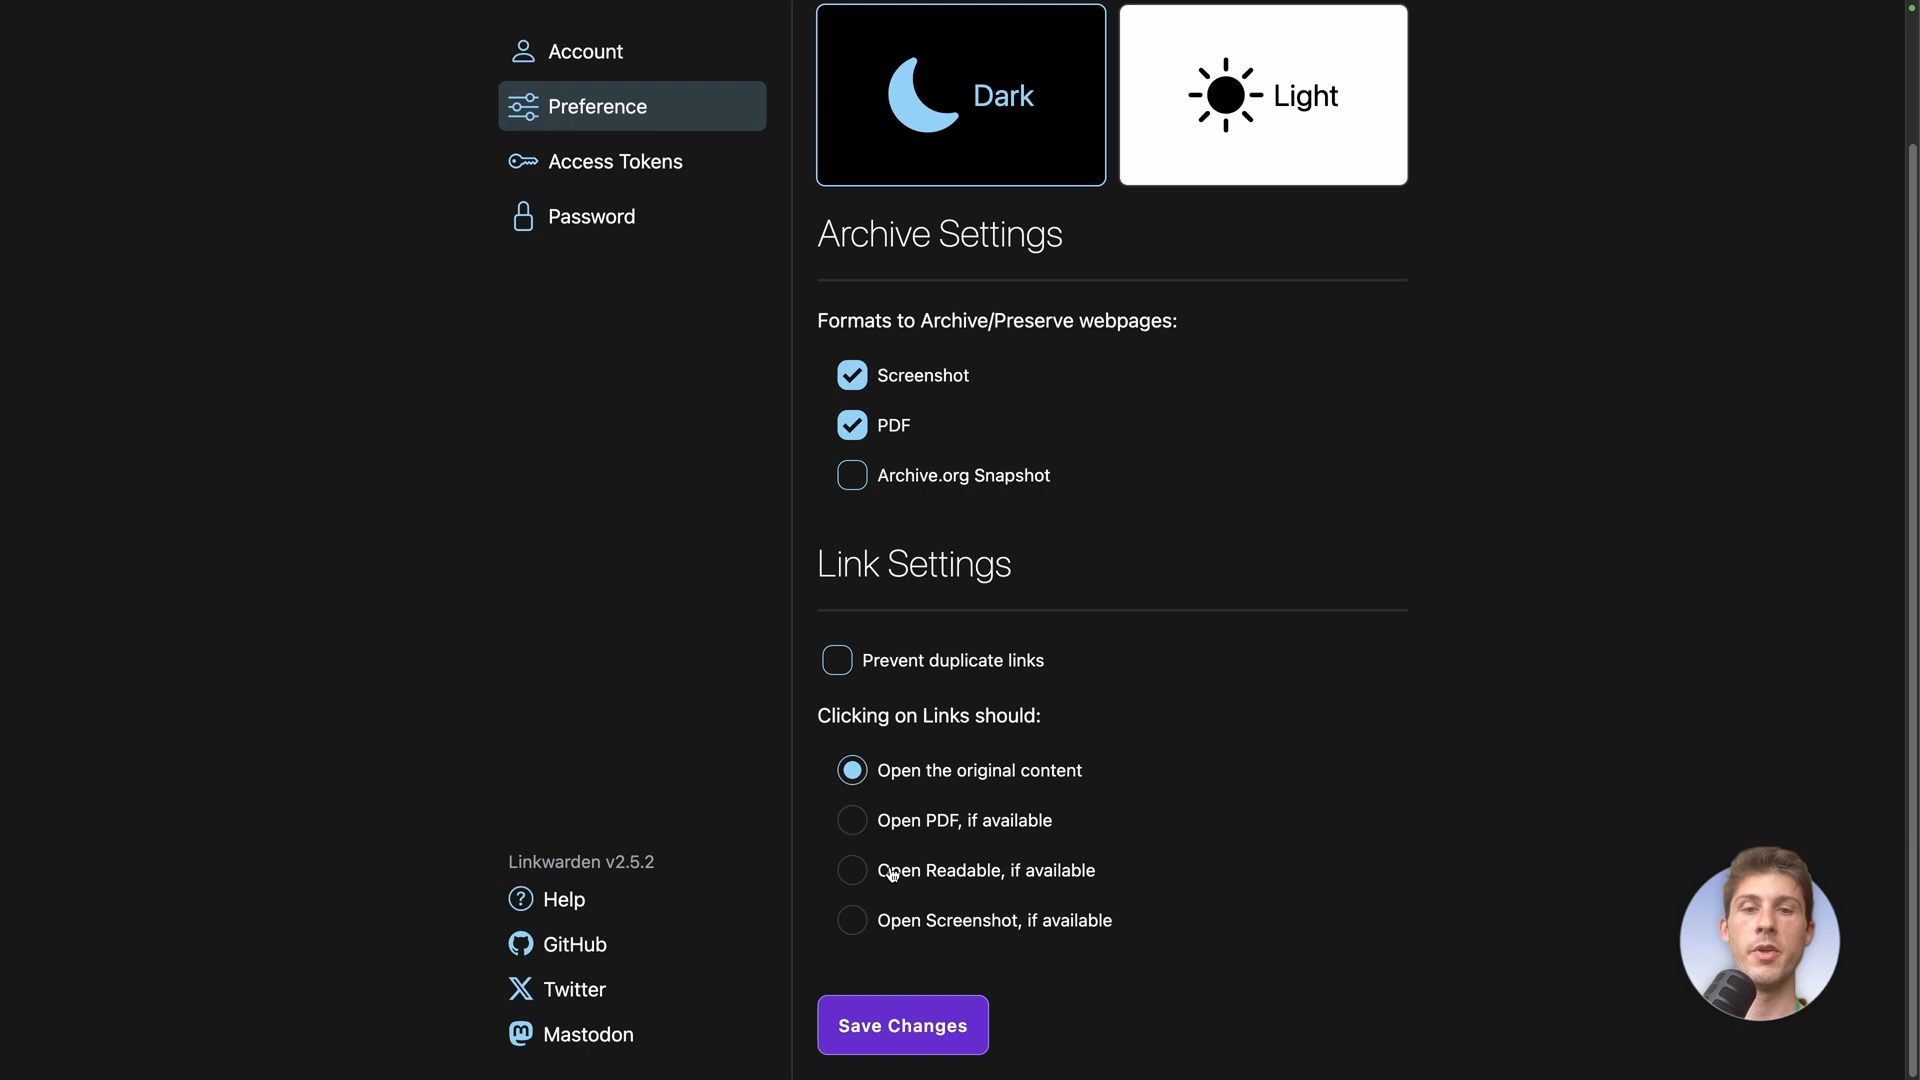 Account
Preference
Access Tokens
Password
Dark
Light
Archive Settings
Formats to Archive/Preserve webpages:
Screenshot
PDF
Archive.org Snapshot
Link Settings
Prevent duplicate links
Clicking on Links should:
Open the original content
Open PDF, if available
Open Readable, if available
Open Screenshot, if available
Save Changes
Linkwarden v2.5.2
Help
GitHub
Twitter
Mastodon